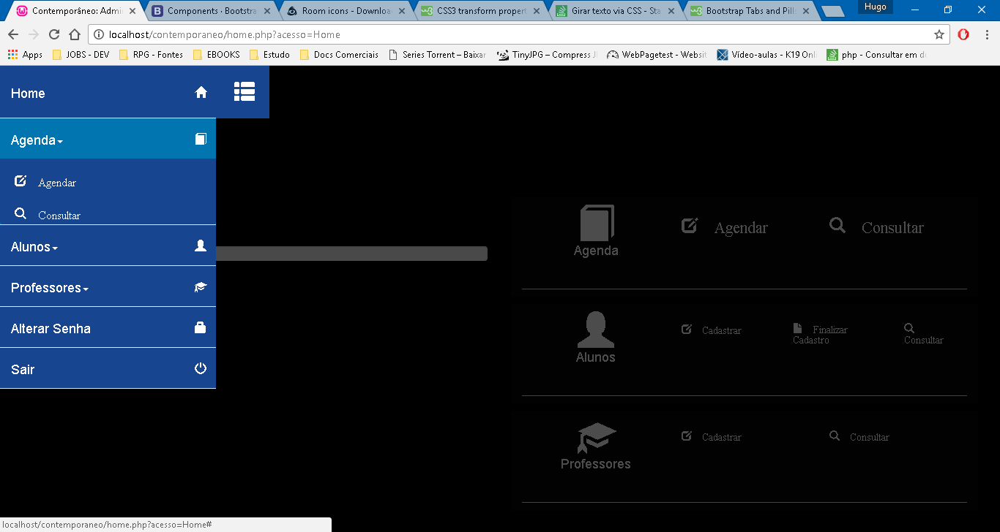 Contemporâneo: Admi
Components · Bootstra
Room icons - Downloa
CSS3 transform propert
Girar texto via CSS - Sta
Bootstrap Tabs and Pill
Hugo
localhost/contemporaneo/home.php?acesso=Home
Apps
JOBS - DEV
RPG - Fontes
EBOOKS
Estudo
Docs Comerciais
Series Torrent – Baixar
TinyJPG – Compress J
WebPagetest - Websit
Vídeo-aulas - K19 Onl
php - Consultar em du
Home
Agenda
Agendar
Consultar
Alunos
Professores
Alterar Senha
Sair
Agenda
Agendar
Consultar
Alunos
Cadastrar
Finalizar
Cadastro
Consultar
Professores
Cadastrar
Consultar
localhost/contemporaneo/home.php?acesso=Home#